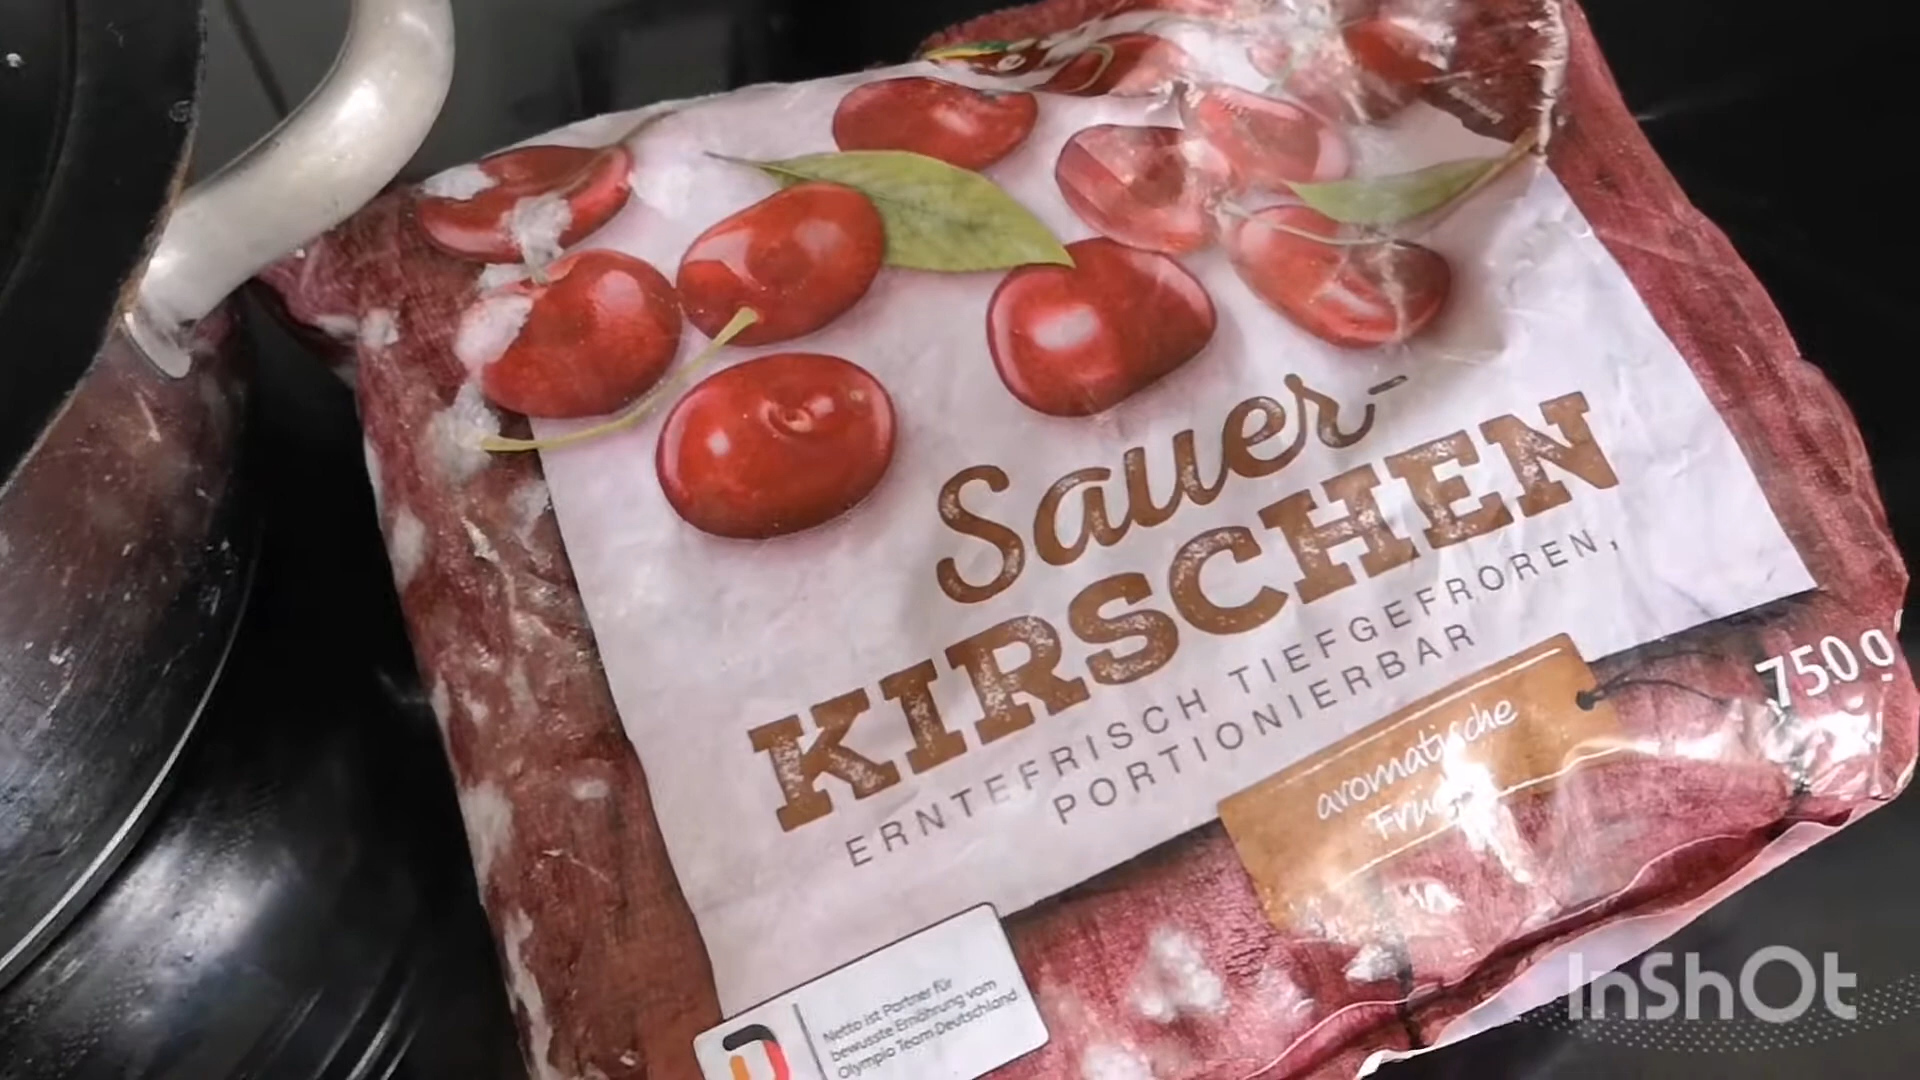 Sauer-
KIRSCHEN
ERNTEFRISCH TIEFGEFROREN,
PORTIONIERBAR
750 g
aromatische
Netto ist Partner für
bewusste Ernährung vom
Olympia Team Deutschland
InShOt